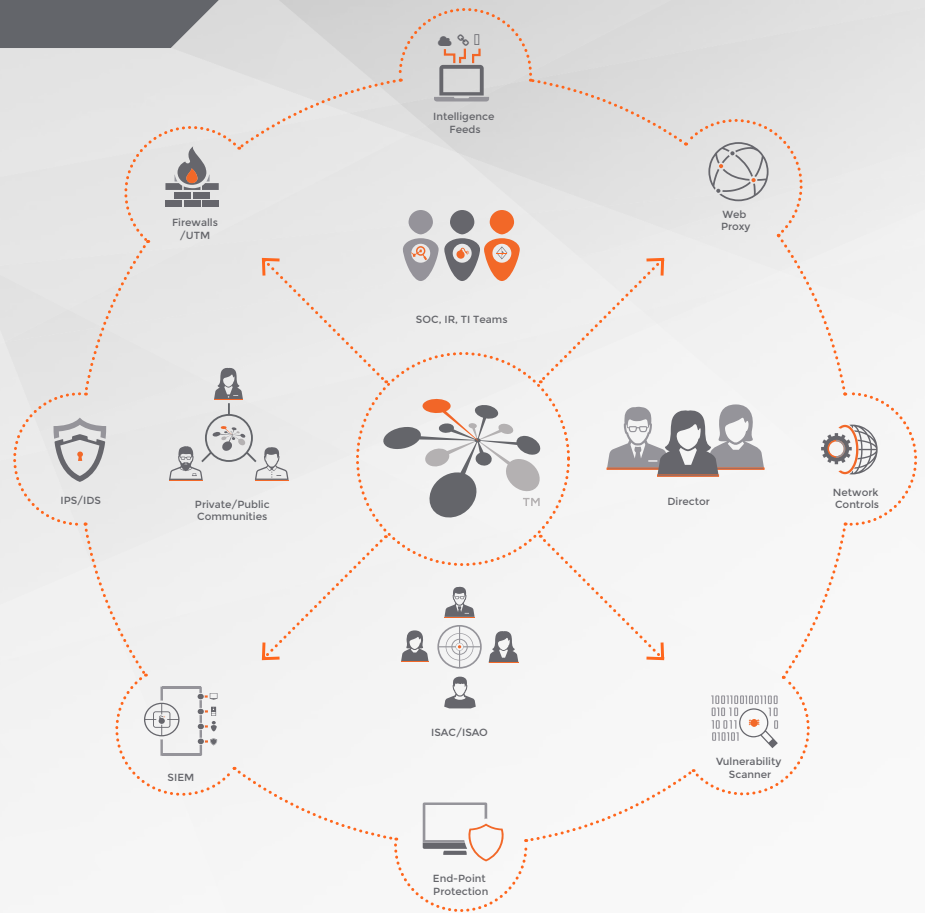 Intelligence
Feeds
Firewalls
/UTM
Web
Proxy
SOC, IR, TI Teams
TM
IPS/IDS
Private/Public
Communities
Director
Network
Controls
ISAC/ISAO
SIEM
10011001001100
010 10 10
10 011 0
010101
Vulnerability
Scanner
End-Point
Protection